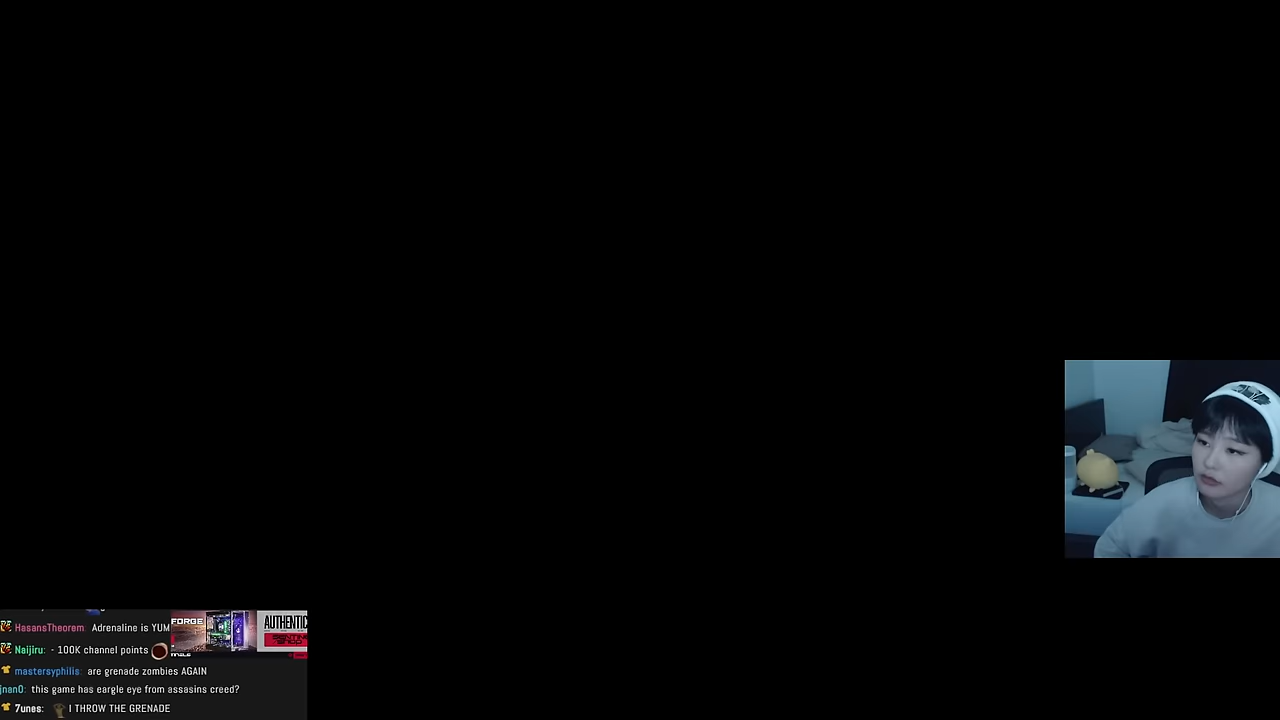 HasansTheorem: Adrenaline is YUM
FORGE
AUTHENTIC
Naijiru: - 100K channel points
mastersyphilis: are grenade zombies AGAIN
jnan0: this game has eargle eye from assasins creed?
7unes: I THROW THE GRENADE